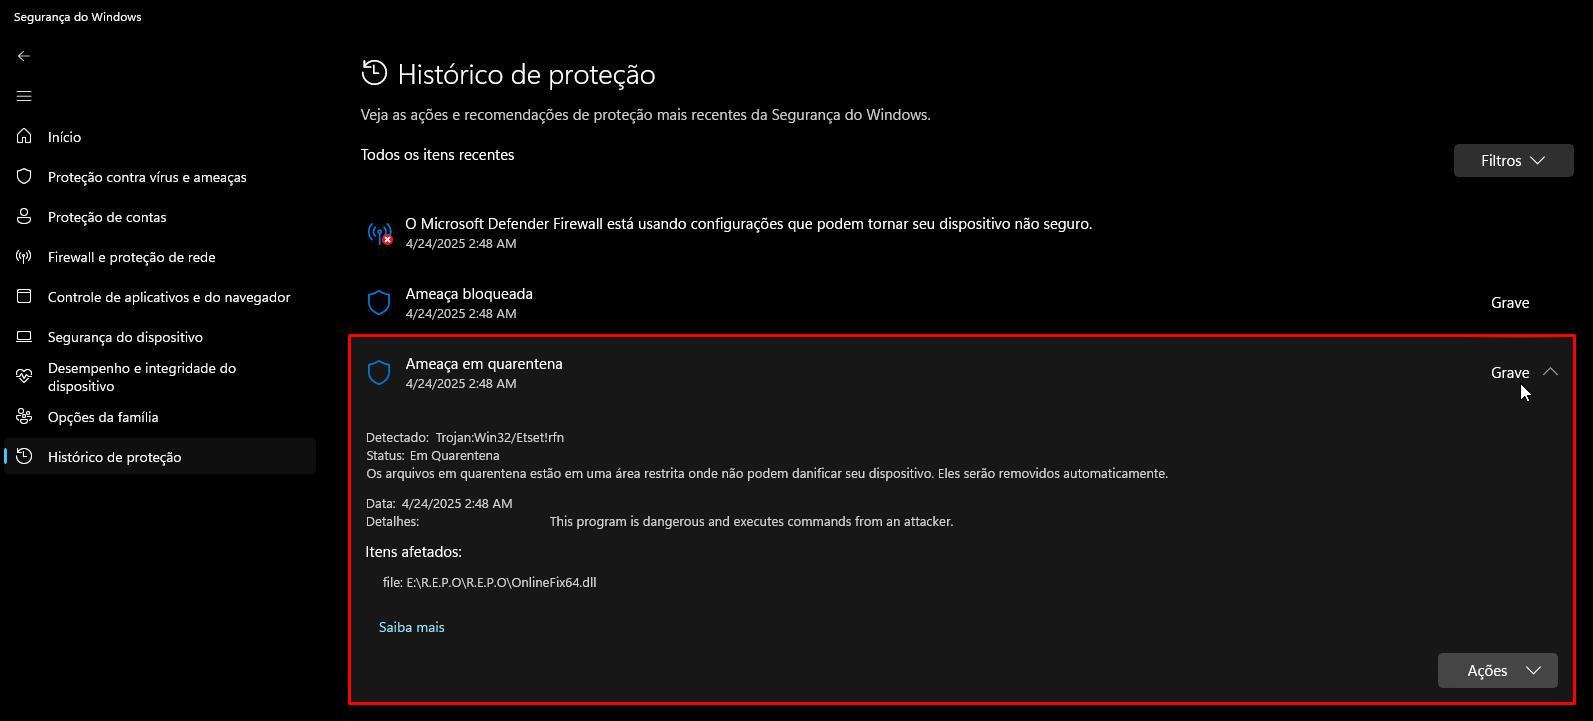 Segurança do Windows
Início
Proteção contra vírus e ameaças
Proteção de contas
Firewall e proteção de rede
Controle de aplicativos e do navegador
Segurança do dispositivo
Desempenho e integridade do
dispositivo
Opções da família
Histórico de proteção
Histórico de proteção
Veja as ações e recomendações de proteção mais recentes da Segurança do Windows.
Todos os itens recentes
Filtros
O Microsoft Defender Firewall está usando configurações que podem tornar seu dispositivo não seguro.
4/24/2025 2:48 AM
Ameaça bloqueada
4/24/2025 2:48 AM
Grave
Ameaça em quarentena
4/24/2025 2:48 AM
Grave
Detectado: Trojan:Win32/Etset!rfn
Status: Em Quarentena
Os arquivos em quarentena estão em uma área restrita onde não podem danificar seu dispositivo. Eles serão removidos automaticamente.
Data: 4/24/2025 2:48 AM
Detalhes: This program is dangerous and executes commands from an attacker.
Itens afetados:
file: E:\R.E.P.O\R.E.P.O\OnlineFix64.dll
Saiba mais
Ações